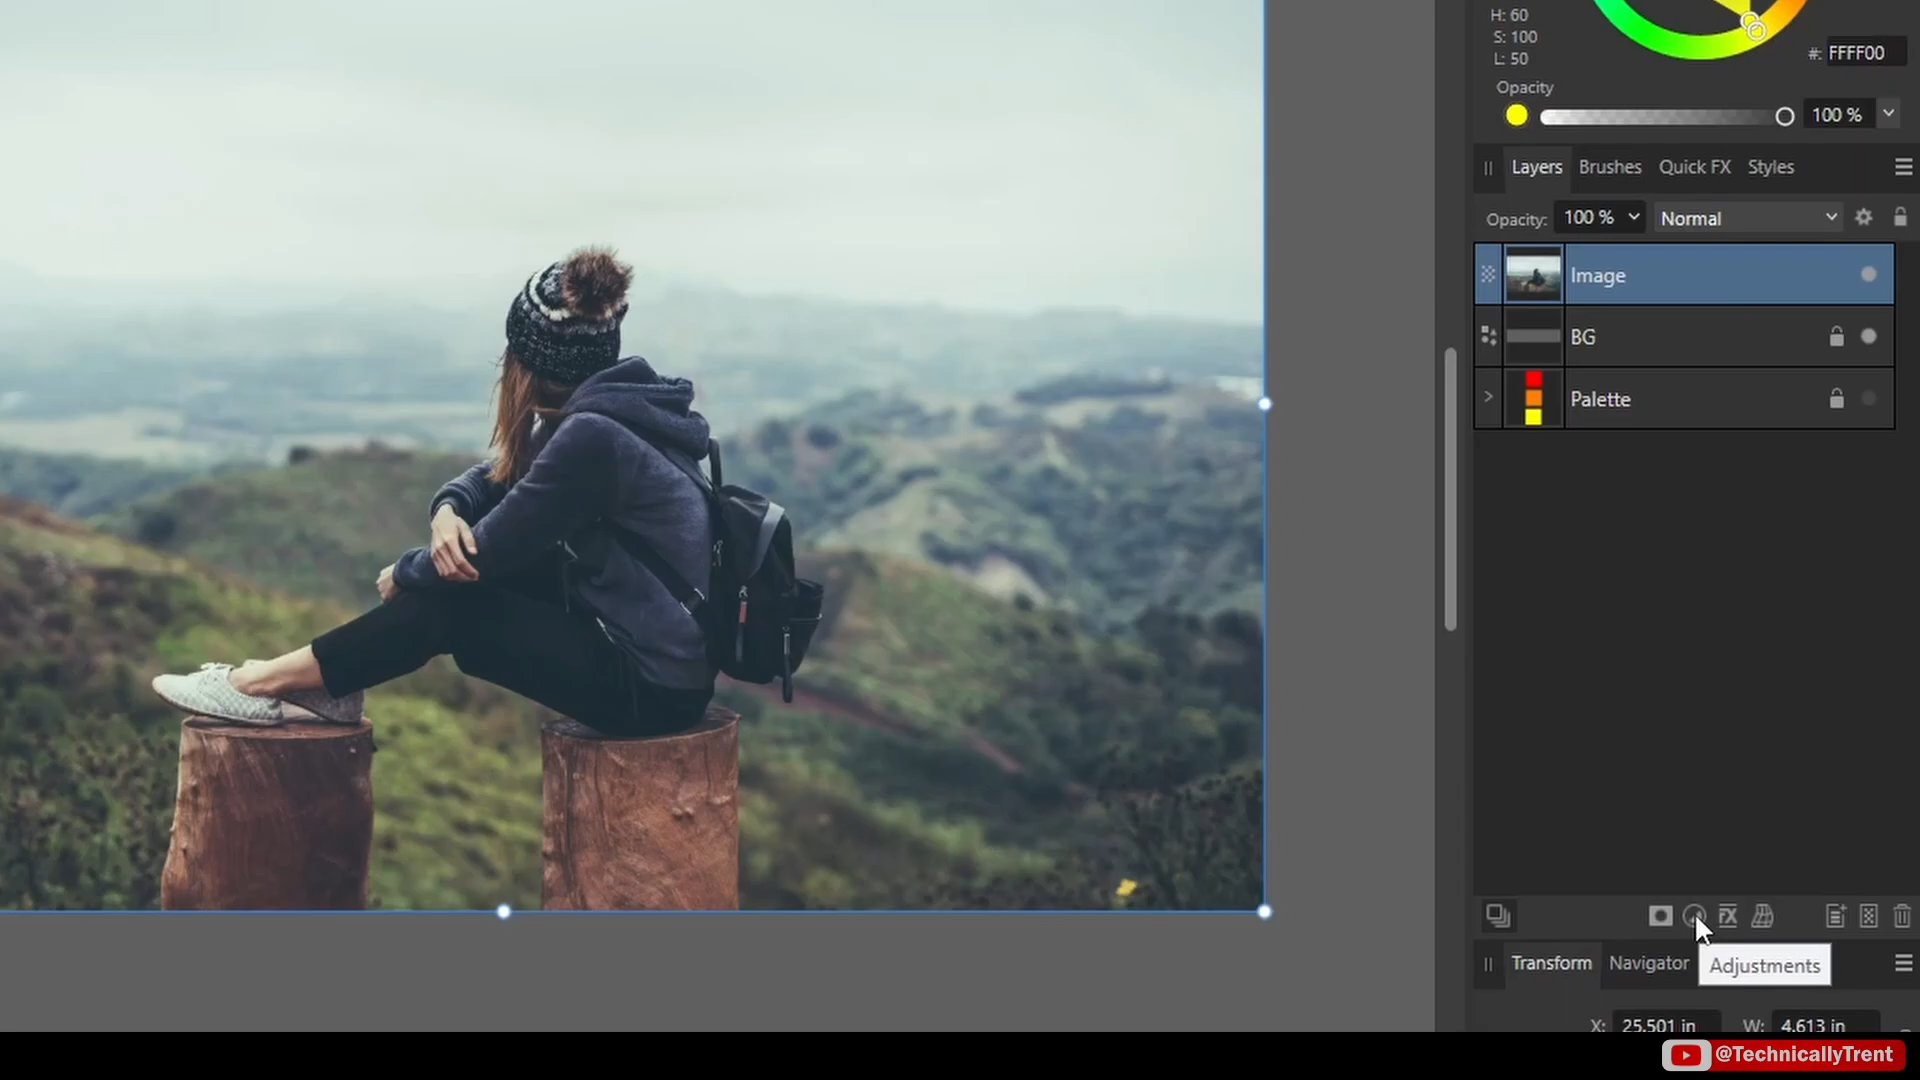 H: 60
S: 100
L: 50
#: FFFF00
Opacity
100 %
Layers Brushes Quick FX Styles
Opacity: 100 % Normal
Image
BG
Palette
FX
Transform Navigator Adjustments
X: 25.501 in W: 4.613 in
@TechnicallyTrent